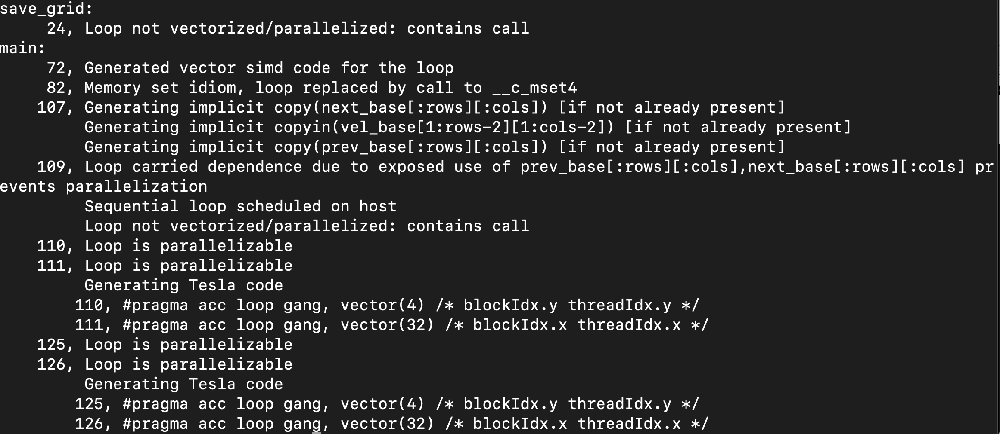 save_grid:
     24, Loop not vectorized/parallelized: contains call
main:
     72, Generated vector simd code for the loop
     82, Memory set idiom, loop replaced by call to __c_mset4
    107, Generating implicit copy(next_base[:rows][:cols]) [if not already present]
         Generating implicit copyin(vel_base[1:rows-2][1:cols-2]) [if not already present]
         Generating implicit copy(prev_base[:rows][:cols]) [if not already present]
    109, Loop carried dependence due to exposed use of prev_base[:rows][:cols],next_base[:rows][:cols] pr
events parallelization
         Sequential loop scheduled on host
         Loop not vectorized/parallelized: contains call
    110, Loop is parallelizable
    111, Loop is parallelizable
         Generating Tesla code
        110, #pragma acc loop gang, vector(4) /* blockIdx.y threadIdx.y */
        111, #pragma acc loop gang, vector(32) /* blockIdx.x threadIdx.x */
    125, Loop is parallelizable
    126, Loop is parallelizable
         Generating Tesla code
        125, #pragma acc loop gang, vector(4) /* blockIdx.y threadIdx.y */
        126, #pragma acc loop gang, vector(32) /* blockIdx.x threadIdx.x */